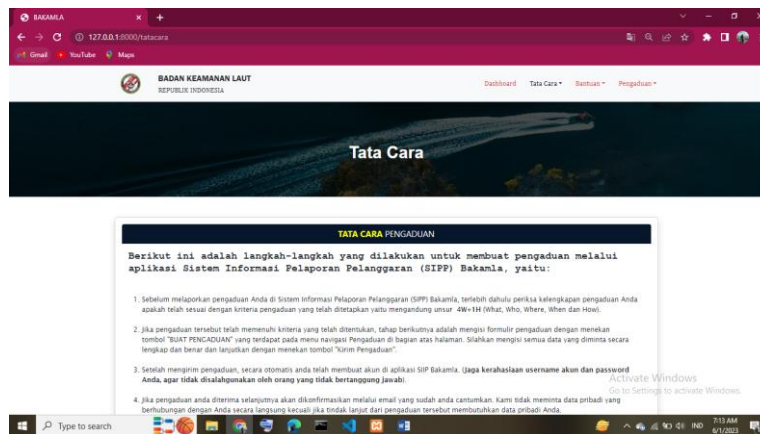 BAKAMLA
127.0.0.1:8000/tatacara
Gmail YouTube Maps
BADAN KEAMANAN LAUT
REPUBLIK INDONESIA
Dashboard Tata Cara Bantuan Pengaduan
Tata Cara
TATA CARA PENGADUAN
Berikut ini adalah langkah-langkah yang dilakukan untuk membuat pengaduan melalui
aplikasi Sistem Informasi Pelaporan Pelanggaran (SIPP) Bakamla, yaitu:
1. Sebelum melaporkan pengaduan Anda di Sistem Informasi Pelaporan Pelanggaran (SIPP) Bakamla, terlebih dahulu periksa kelengkapan pengaduan Anda
apakah telah sesuai dengan kriteria pengaduan yang telah ditetapkan yaitu mengandung unsur 4W+1H (What, Who, Where, When dan How).
2. Jika pengaduan tersebut telah memenuhi kriteria yang telah ditentukan, tahap berikutnya adalah mengisi formulir pengaduan dengan menekan
tombol "BUAT PENGADUAN" yang terdapat pada menu navigasi Pengaduan di bagian atas halaman. Silahkan mengisi semua data yang diminta secara
lengkap dan benar dan lanjutkan dengan menekan tombol "Kirim Pengaduan".
3. Setelah mengirim pengaduan, secara otomatis anda telah membuat akun di aplikasi SIIP Bakamla. (Jaga kerahasiaan username akun dan password
Anda, agar tidak disalahgunakan oleh orang yang tidak bertanggung jawab).
4. Jika pengaduan anda diterima selanjutnya akan dikonfirmasikan melalui email yang sudah anda cantumkan. Kami tidak meminta data pribadi yang
berhubungan dengan Anda secara langsung kecuali jika tindak lanjut dari pengaduan tersebut membutuhkan data pribadi Anda.
Activate Windows
Go to Settings to activate Windows.
Type to search
IND
7:13 AM
6/1/2023